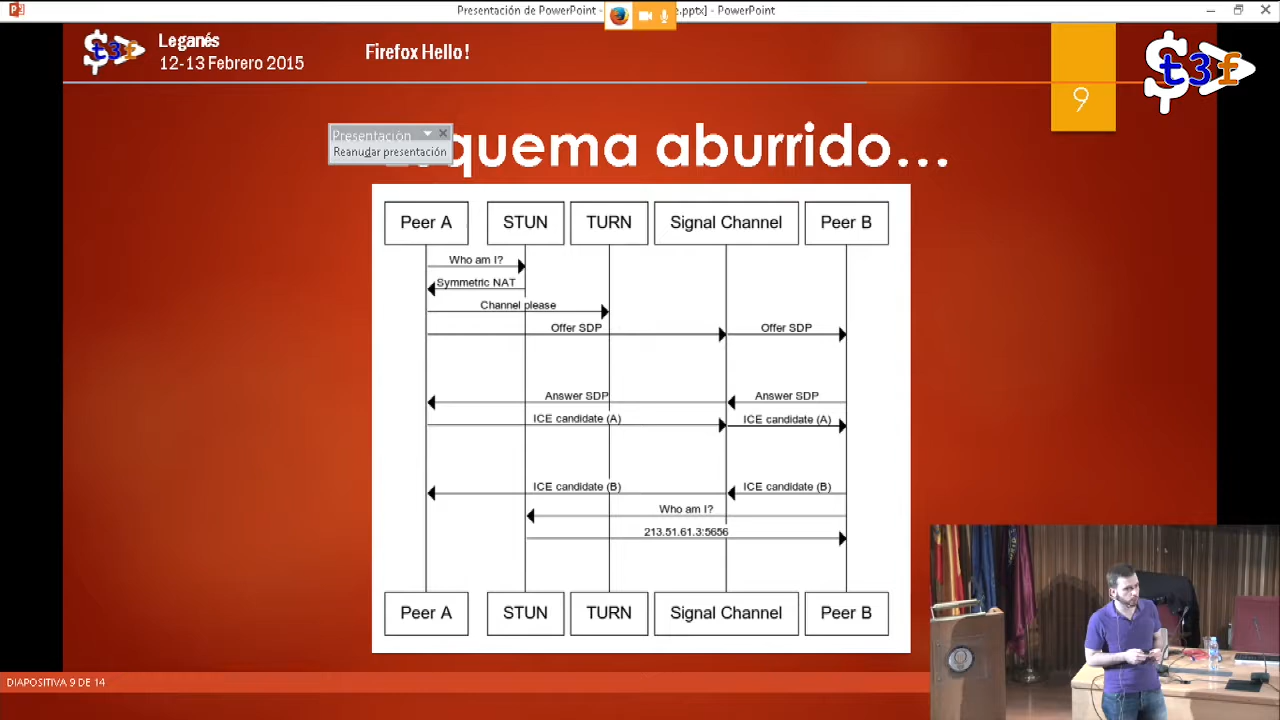 Presentación de PowerPoint - e.pptx] - PowerPoint
Leganés
12-13 Febrero 2015
Firefox Hello!
$t3f
$t3f
9
Presentación
Reanudar presentación
quema aburrido...
Peer A
STUN
TURN
Signal Channel
Peer B
Who am I?
Symmetric NAT
Channel please
Offer SDP
Offer SDP
Answer SDP
Answer SDP
ICE candidate (A)
ICE candidate (A)
ICE candidate (B)
ICE candidate (B)
Who am I?
213.51.61.3:5656
Peer A
STUN
TURN
Signal Channel
Peer B
DIAPOSITIVA 9 DE 14